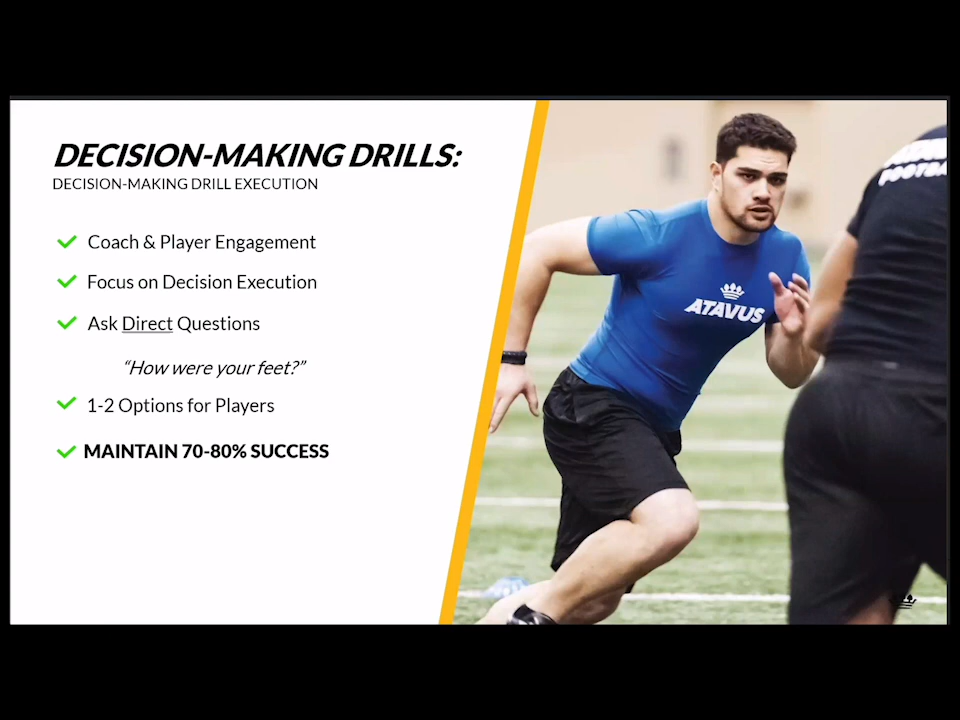 DECISION-MAKING DRILLS:
DECISION-MAKING DRILL EXECUTION
Coach & Player Engagement
Focus on Decision Execution
Ask Direct Questions
“How were your feet?”
1-2 Options for Players
MAINTAIN 70-80% SUCCESS
ATAVUS